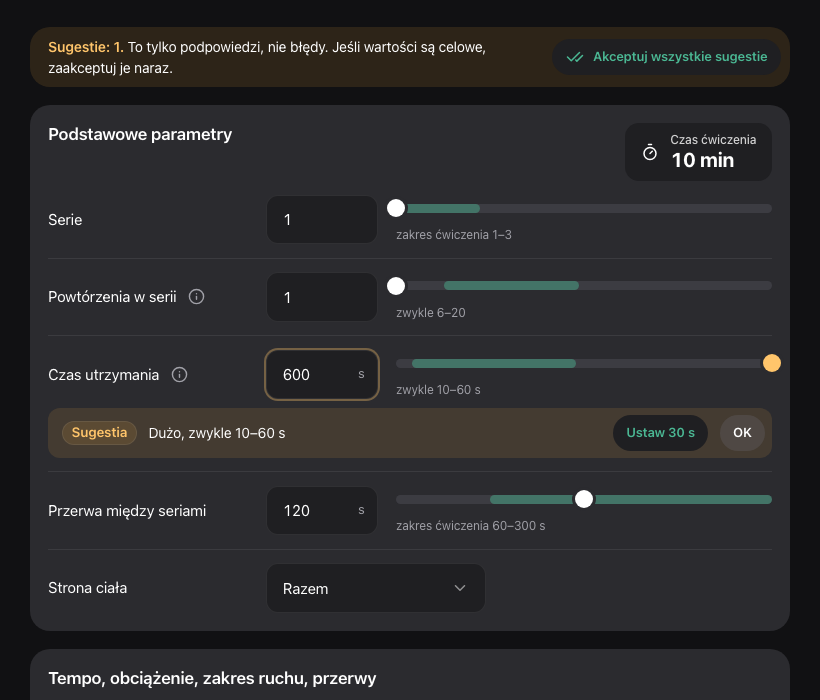 Sugestie: 1. To tylko podpowiedzi, nie błędy. Jeśli wartości są celowe,
zaakceptuj je naraz.
Akceptuj wszystkie sugestie
Podstawowe parametry
Czas ćwiczenia
10 min
Serie
1
zakres ćwiczenia 1–3
Powtórzenia w serii
1
zwykle 6–20
Czas utrzymania
600 s
zwykle 10–60 s
Sugestia Dużo, zwykle 10–60 s
Ustaw 30 s
OK
Przerwa między seriami
120 s
zakres ćwiczenia 60–300 s
Strona ciała
Razem
Tempo, obciążenie, zakres ruchu, przerwy